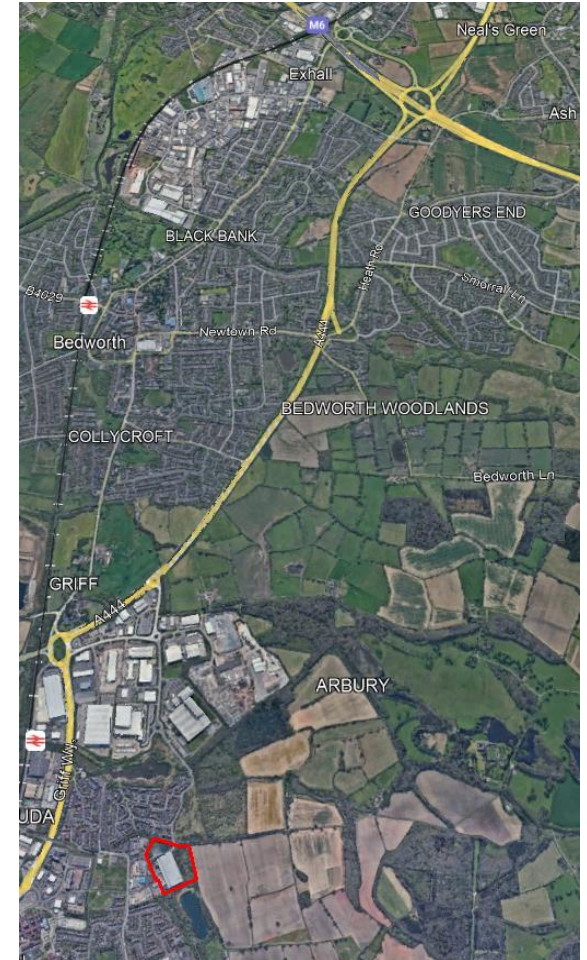 M6
Neal's Green
Exhall
Ash
GOODYERS END
BLACK BANK
Heath Rd
Smorrall Ln
B4029
Newtown Rd
A444
Bedworth
BEDWORTH WOODLANDS
COLLYCROFT
Bedworth Ln
GRIFF
A444
ARBURY
Griff Wy
UDA